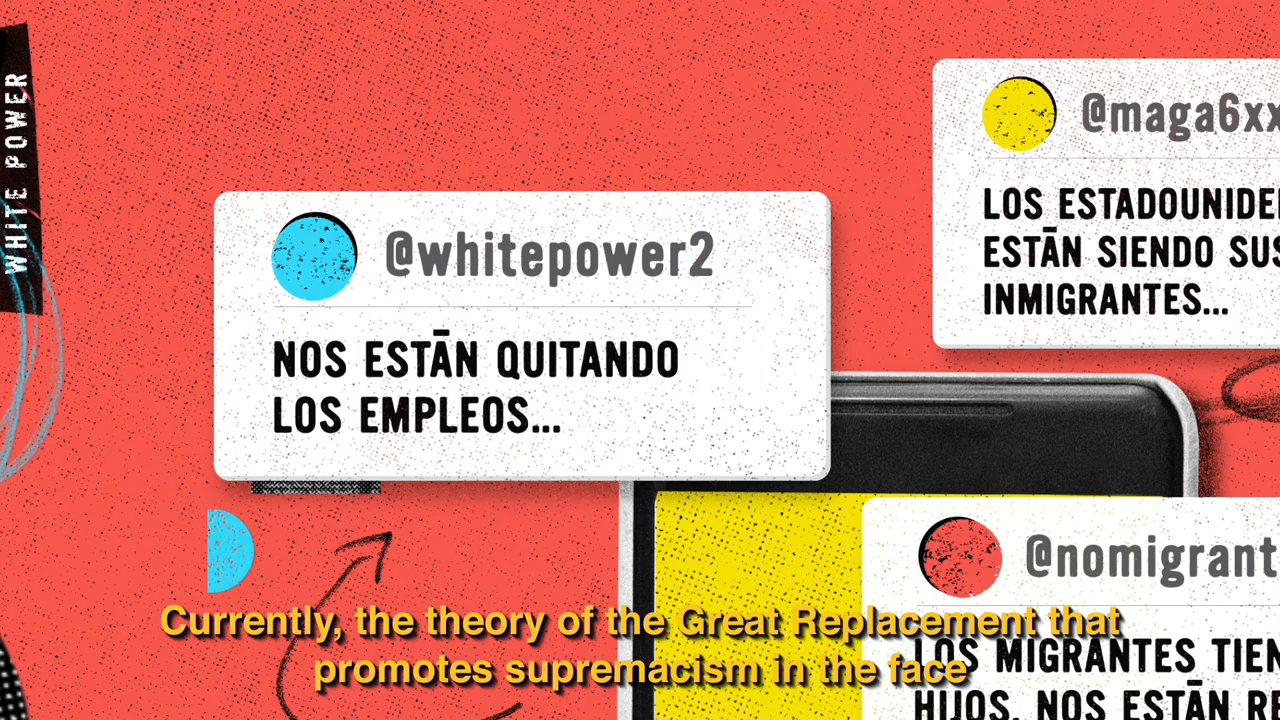 WHITE POWER
@whitepower2
NOS ESTĀN QUITANDO
LOS EMPLEOS...
@maga6xx
LOS ESTADOUNIDE
ESTĀN SIENDO SUS
INMIGRANTES...
@nomigrant
LOS MIGRANTES TIEN
HIJOS, NOS ESTĀN RE
Currently, the theory of the Great Replacement that
promotes supremacism in the face